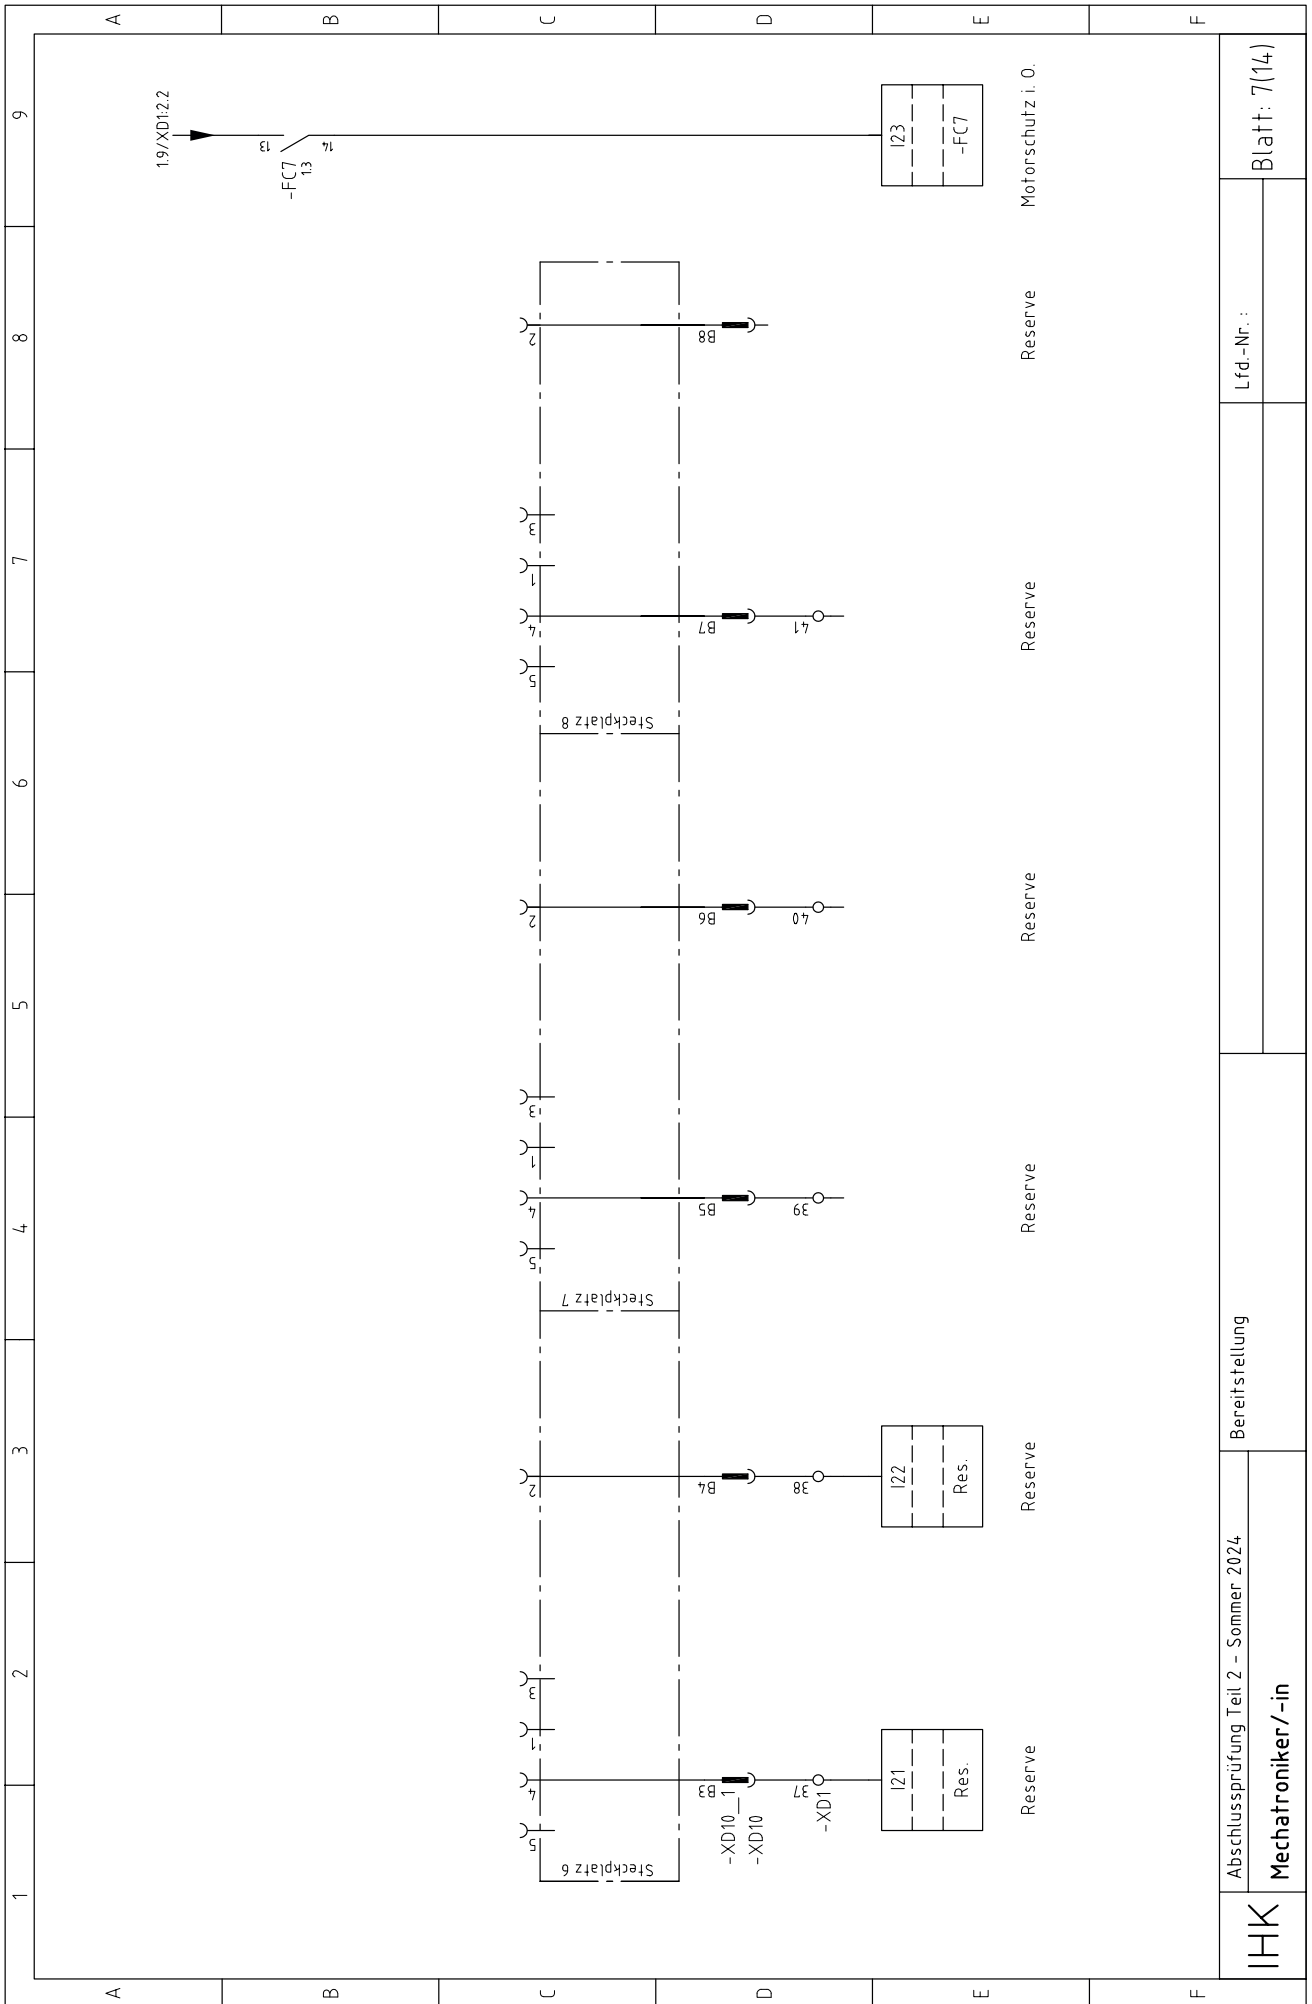 1 2 3 4 5 6 7 8 9
A A
B B
C C
D D
E E
F F
1.9/XD1:2.2
-FC7
1.3
13
14
5 4 1 3 2 5 4 1 3 2 5 4 1 3 2
Steckplatz 6
Steckplatz 7
Steckplatz 8
-XD10__1
-XD10
B3 B4 B5 B6 B7 B8
-XD1
37 38 39 40 41
I21
Res.
I22
Res.
I23
-FC7
Reserve
Reserve
Reserve
Reserve
Reserve
Reserve
Motorschutz i. O.
IHK
Abschlussprüfung Teil 2 – Sommer 2024
Mechatroniker/-in
Bereitstellung
Lfd.-Nr. :
Blatt: 7(14)